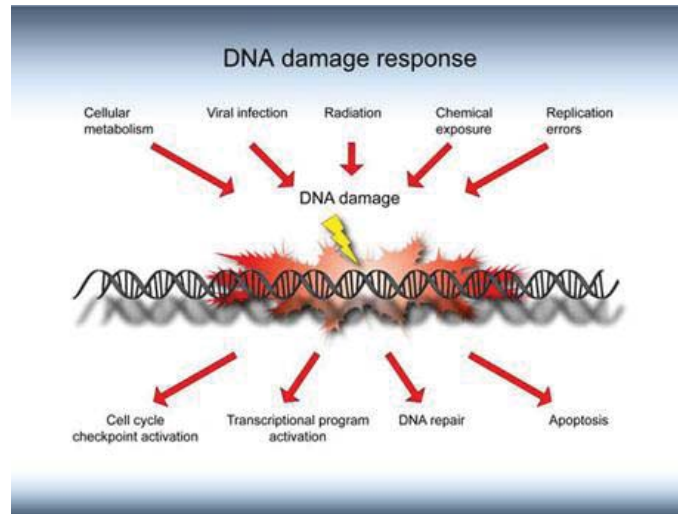 DNA damage response
Cellular
metabolism
Viral infection
Radiation
Chemical
exposure
Replication
errors
DNA damage
Cell cycle
checkpoint activation
Transcriptional program
activation
DNA repair
Apoptosis